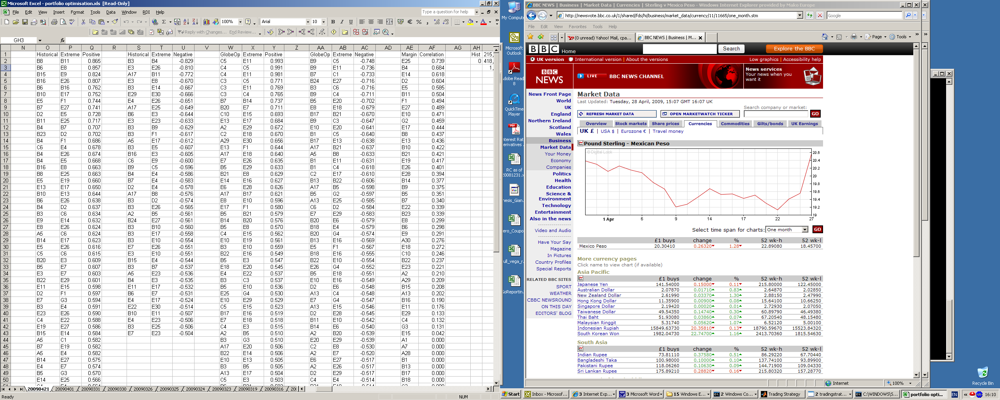 Microsoft Excel - portfolio optimisation.xls [Read-Only]
File Edit View Insert Format Tools Data Window RDI Help
Type a question for help
100%
Arial 10
Reply with Changes... End Review...
GH3 fx
N O P Q R S T U V W X Y Z AA AB AC AD AE AF AG AH
1 Historical Extreme Positive Historical Extreme Negative GlobeOp Extreme Positive GlobeOp Extreme Negative Margin Correlation Hist 215,
2 B8 B11 0.865 B3 B4 -0.829 C5 E11 0.993 B9 C5 -0.748 E25 0.739 0 418,
3 B6 E8 0.857 E3 E26 -0.810 C4 C5 0.991 B9 E11 -0.736 B4 0.684 1,
4 B15 E9 0.824 A17 B11 -0.772 C4 E11 0.981 B7 C1 -0.733 E14 0.618
5 B16 E26 0.807 E3 E8 -0.670 C3 C5 0.771 B24 E27 -0.716 D2 0.604
6 B6 B16 0.762 B3 E14 -0.667 C3 E11 0.769 B3 C6 -0.716 E5 0.585
7 B10 E17 0.752 E29 E30 -0.666 C3 C4 0.765 B9 C4 -0.711 B11 0.504
8 E5 F1 0.744 E4 E26 -0.651 B7 B14 0.737 B5 E20 -0.702 F1 0.494
9 B7 E27 0.741 A17 E25 -0.649 B20 E7 0.711 E8 E18 -0.679 E27 0.489
10 D2 E5 0.728 B6 E3 -0.644 C10 E15 0.693 B17 B21 -0.670 E10 0.471
11 B11 E25 0.717 E3 E23 -0.633 E13 E17 0.684 B9 C3 -0.647 G2 0.459
12 B4 B7 0.707 B3 B9 -0.629 A2 E29 0.672 E10 E20 -0.641 E17 0.444
13 B23 D2 0.702 B3 F1 -0.617 C2 E18 0.670 B1 C5 -0.640 B8 0.437
14 B4 F1 0.686 A5 E17 -0.612 A29 E30 0.656 B17 E13 -0.638 E13 0.436
15 C6 E4 0.678 B3 E5 -0.607 E13 F1 0.644 A17 B21 -0.637 B10 0.422
16 B4 E26 0.674 B16 E3 -0.605 A17 E18 0.640 A5 B8 -0.633 B21 0.421
17 B4 E5 0.668 C6 E9 -0.600 E7 E26 0.635 B1 E11 -0.631 E19 0.417
18 B16 E8 0.663 B9 C5 -0.596 B5 E29 0.633 B1 C4 -0.618 E26 0.401
19 B8 E25 0.663 B4 E4 -0.586 B21 E8 0.629 C2 E17 -0.610 E28 0.394
20 E5 E19 0.660 B7 E4 -0.583 E14 E16 0.627 B13 B22 -0.606 B14 0.377
21 E13 E17 0.650 D2 E4 -0.578 E6 E28 0.626 A17 B5 -0.598 B9 0.375
22 B10 E13 0.644 A17 B8 -0.576 A17 B17 0.621 B5 G2 -0.597 B5 0.351
23 B6 E26 0.638 B3 D2 -0.574 E8 E10 0.596 A13 E25 -0.585 B7 0.340
24 B4 D2 0.637 B3 E26 -0.565 E17 F1 0.580 C6 D2 -0.584 E22 0.339
25 B3 C6 0.634 A2 B5 -0.561 B5 B21 0.579 E7 E29 -0.583 B23 0.339
26 E9 E14 0.632 B24 E27 -0.561 B14 B20 0.576 B20 E6 -0.579 E8 0.299
27 E8 E26 0.624 B3 B10 -0.560 B5 E8 0.570 B18 E4 -0.579 B6 0.298
28 A5 C6 0.624 B3 E17 -0.558 C4 E15 0.562 B20 G4 -0.574 E9 0.291
29 B14 E17 0.623 B3 E10 -0.554 E10 E19 0.561 B13 E16 -0.569 A30 0.276
30 E5 E26 0.616 E7 E26 -0.551 B3 E10 0.559 E5 F1 -0.567 E18 0.272
31 C5 C6 0.615 E3 E10 -0.551 B22 E16 0.549 B18 E16 -0.555 C10 0.246
32 B20 E3 0.609 B15 E4 -0.544 B5 E3 0.547 B22 E10 -0.554 B22 0.237
33 B5 E7 0.607 B3 B7 -0.537 E18 E20 0.545 E26 G4 -0.552 E23 0.221
34 E3 E7 0.603 A5 E23 -0.536 E4 E22 0.537 B5 E18 -0.551 A2 0.210
35 B22 E29 0.601 B4 E3 -0.535 B3 C3 0.537 E10 E16 -0.549 A29 0.209
36 E11 E15 0.598 E11 E17 -0.532 B5 E10 0.536 D2 E6 -0.548 B15 0.208
37 D2 F1 0.597 B6 E7 -0.531 E25 G4 0.530 A13 C4 -0.548 A13 0.202
38 E7 G3 0.594 E4 E17 -0.524 E10 E29 0.529 E7 G4 -0.547 B16 0.190
39 B3 E4 0.591 E22 E30 -0.514 C5 E15 0.523 A13 E15 -0.546 E11 0.176
40 E23 E26 0.590 B10 E11 -0.507 B17 E16 0.519 D2 E28 -0.545 E29 0.133
41 C4 E22 0.588 E4 E23 -0.506 E7 E18 0.518 B11 E10 -0.542 C4 0.132
42 E19 E27 0.586 B3 E25 -0.506 C4 E3 0.515 B14 E6 -0.540 G3 0.131
43 B15 E14 0.584 E7 E23 -0.504 A2 B5 0.510 A2 B20 -0.539 E15 0.042
44 A5 C1 0.582 B3 G3 0.510 E20 E29 -0.539 A1 0.000
45 B7 E19 0.582 A17 E20 0.506 C2 E8 -0.530 A7 0.000
46 A5 E4 0.582 B22 E14 0.506 A2 E7 -0.520 A28 0.000
47 B14 E27 0.575 E10 E13 0.505 E6 E27 -0.517 B1 0.000
48 E4 E7 0.574 B3 B5 0.505 A2 E26 -0.517 B13 0.000
49 B5 G3 0.570 A13 E17 0.504 D2 E29 -0.517 B17 0.000
50 E14 E25 0.566 C5 E3 0.503 C4 E4 -0.514 B18 0.000
20090421 20090401 20090331 20090330 20090326 20090325 20090324 20090323 20090319 20090316
Ready
NUM
My Compute
Microsoft Outlook
dobe Read
8
QuickTime Player
nterest Rat
erivatives
RC as of
20081231.x
nesis_Gian.
ero_Coupo
ull_vega_r
GoReportin.
BBC NEWS | Business | Market Data | Currencies | Sterling v Mexico Peso - Windows Internet Explorer provided by Mako Europe
http://newsvote.bbc.co.uk/1/shared/fds/hi/business/market_data/currency/11/11665/one_month.stm
Google
File Edit View Favorites Tools Help
(0 unread) Yahoo! Mail, cpa...
BBC NEWS | Business | M...
Page
Tools
BBC Home
Search
Explore the BBC
UK version International version | About the versions
Low graphics | Accessibility help
BBC NEWS
LIVE BBC NEWS CHANNEL
News services
Your news when you want it
News Front Page
World
UK
England
Northern Ireland
Scotland
Wales
Business
Market Data
Your Money
Economy
Companies
Politics
Health
Education
Science & Environment
Technology
Entertainment
Also in the news
Video and Audio
Have Your Say
Magazine
In Pictures
Country Profiles
Special Reports
RELATED BBC SITES
SPORT
WEATHER
CBBC NEWSROUND
ON THIS DAY
EDITORS' BLOG
Market Data
Last Updated: Tuesday, 28 April, 2009, 15:07 GMT 16:07 UK
Search company or market:
REFRESH MARKET DATA
OPEN MARKETWATCH TICKER
GO
Overview Stock markets Share prices Currencies Commodities Gilts/bonds UK Earnings
UK £ | USA $ | Eurozone € | Travel money
Pound Sterling - Mexican Peso
© Digital Look
20.6
20.4
20.2
20
19.8
19.6
19.4
19.2
19
1 Apr 6 9 14 17 22 27
Select time span for charts: One month GO
£1 buys change % 52 wk-h 52 wk-l
Mexico Peso 20.30410 0.26320 1.28 22.89080 18.45700
More currency pages
Click name to view chart (if available)
Asia Pacific
£1 buys change % 52 wk-h 52 wk-l
Japanese Yen 141.54000 0.15000 0.11 215.80000 122.45000
Australian Dollar 2.07870 0.01710 0.83 2.64870 2.02850
New Zealand Dollar 2.61990 0.03370 1.30 2.88150 2.47990
Hong Kong Dollar 11.35900 0.00900 0.08 15.64100 10.66250
Singapore Dollar 2.19420 0.00020 0.01 2.72930 2.07050
Taiwanese Dollar 49.54350 0.14740 0.30 60.89790 46.49380
Thai Baht 51.93080 0.03860 0.07 67.20540 48.15480
Malaysian Ringgit 5.31740 0.05620 1.07 6.52120 5.00100
Indonesian Rupiah 15849.63730 20.35810 0.13 18790.59670 15523.84320
South Korean Won 1982.04730 22.74700 1.16 2413.70360 1815.54630
South Asia
£1 buys change % 52 wk-h 52 wk-l
Indian Rupee 73.81110 0.37580 0.51 86.29220 67.70440
Bangladeshi Taka 100.98000 0.10000 0.10 137.74100 93.89900
Pakistani Rupee 118.06260 0.10630 0.09 144.71900 109.04330
Sri Lankan Rupee 175.89210 0.28820 0.16 215.80320 157.28770
Internet
100%
Recycle Bin
Start
Inbox - Microsof...
3 Internet Exp...
3 Microsoft Word
15 Windows E...
2 Windows Co...
Trading Strategy
2 tradingstrat...
C:\WINDOWS\S...
portfolio opti...
EN
16:10